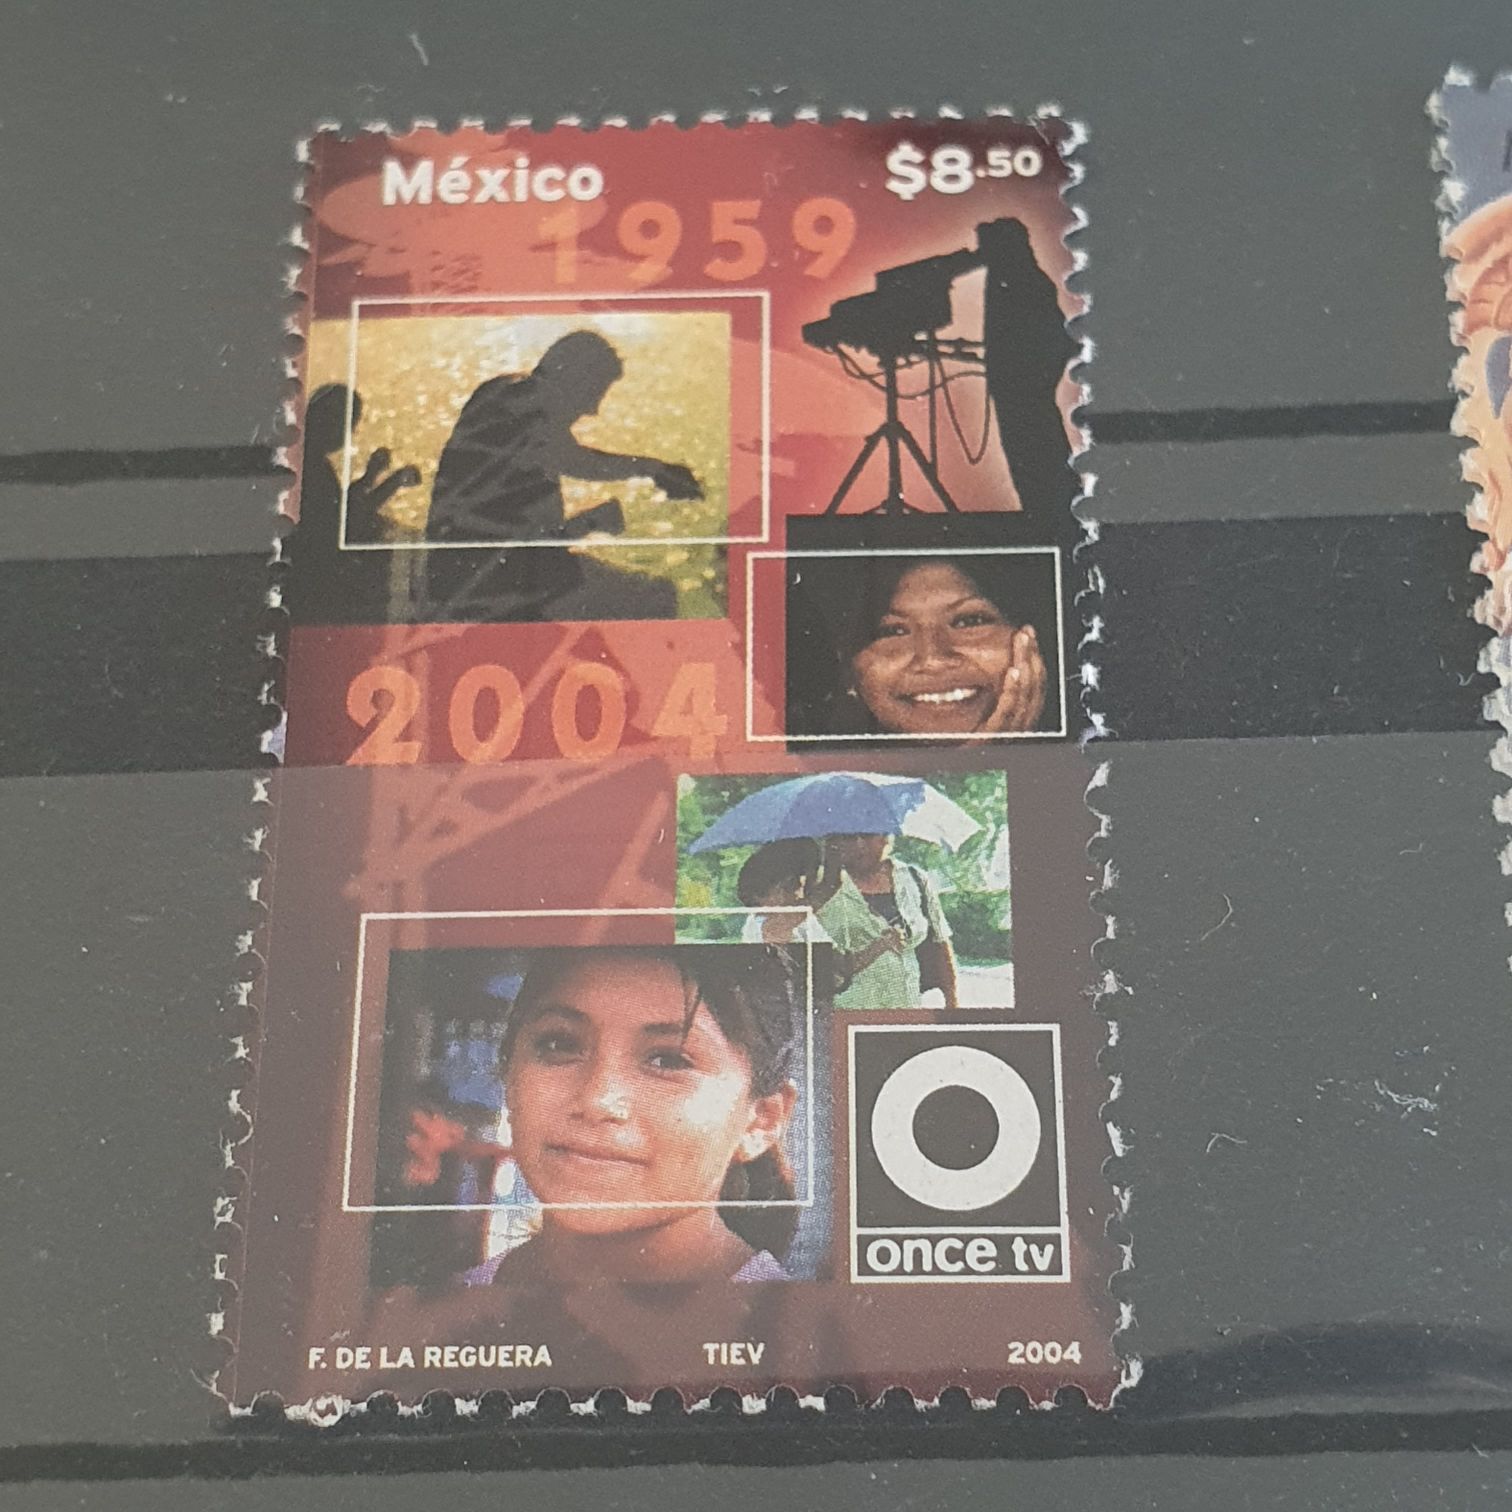 México
$8.50
1959
2004
once tv
F. DE LA REGUERA TIEV 2004